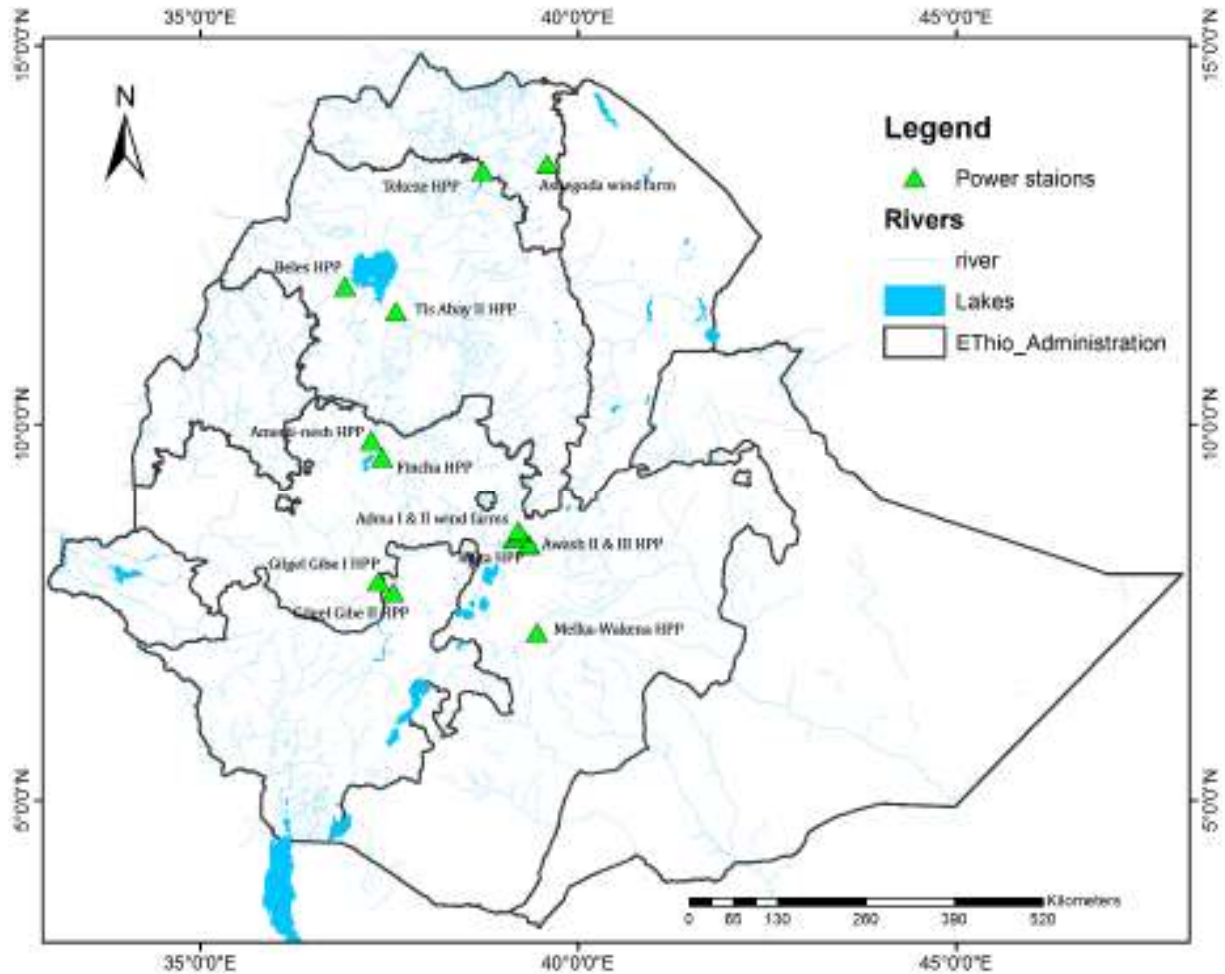 35°0'0"E 40°0'0"E 45°0'0"E
15°0'0"N 15°0'0"N
N
Legend
Power staions
Rivers
river
Lakes
EThio_Administration
Tekeze HPP
wind farm
Beles HPP
Tis Abay II HPP
10°0'0"N 10°0'0"N
HPP
Fincha HPP
Adma I & II wind farms
Awash II & III HPP
HPP
Gilgel Gibe I HPP
Gilgel Gibe II HPP
Melka-Wakena HPP
5°0'0"N 5°0'0"N
Kilometers
0 65 130 260 390 520
35°0'0"E 40°0'0"E 45°0'0"E